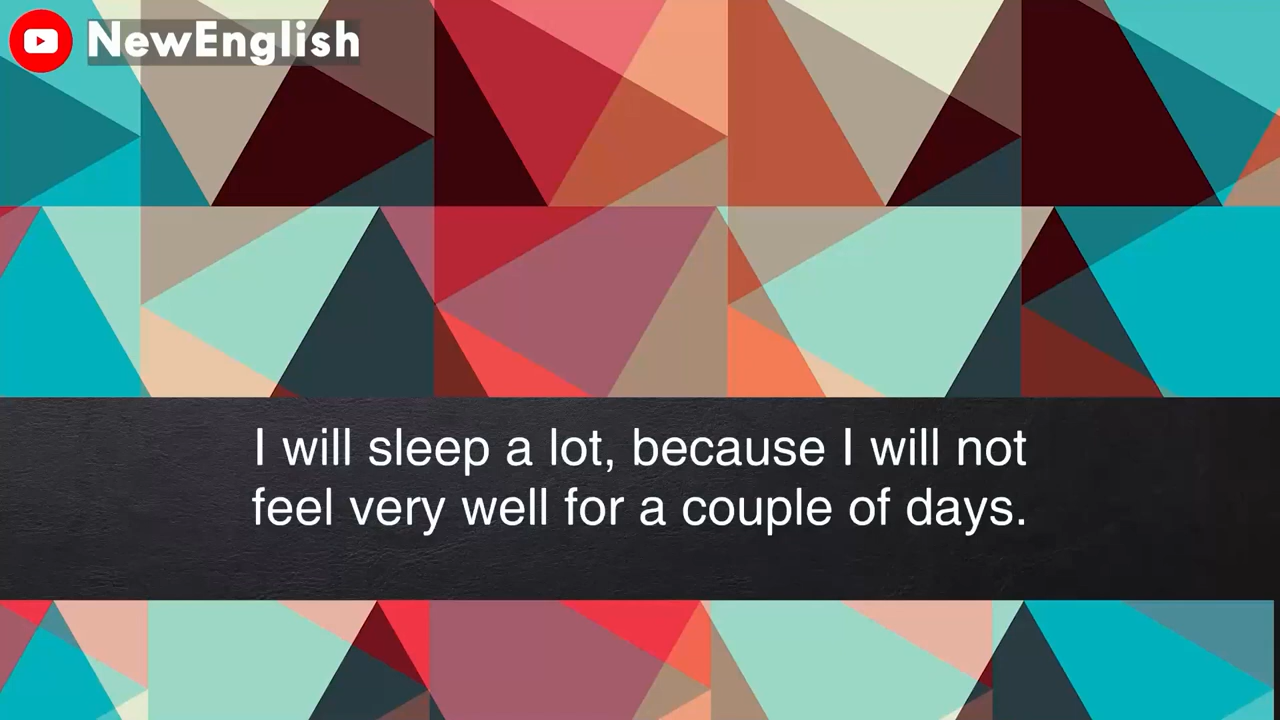 NewEnglish
I will sleep a lot, because I will not
feel very well for a couple of days.